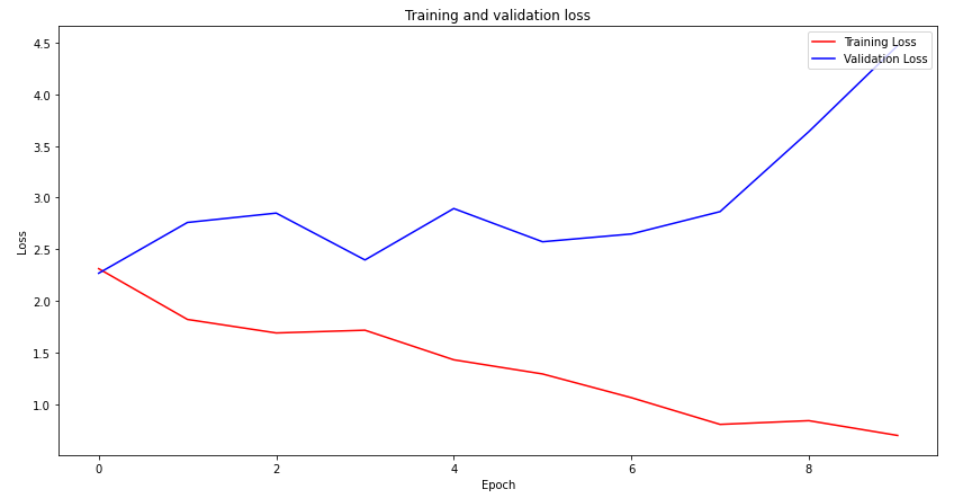 Training and validation loss
Training Loss
Validation Loss
4.5
4.0
3.5
3.0
2.5
2.0
1.5
1.0
Loss
0
2
4
6
8
Epoch